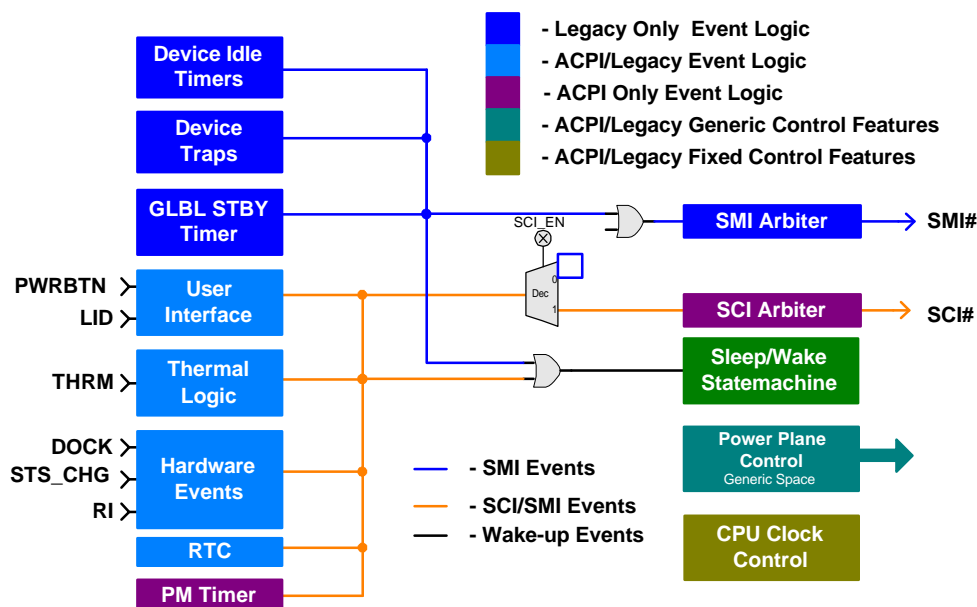 Device Idle
Timers
Device
Traps
GLBL STBY
Timer
PWRBTN
LID
User
Interface
THRM
Thermal
Logic
DOCK
STS_CHG
RI
Hardware
Events
RTC
PM Timer
- Legacy Only Event Logic
- ACPI/Legacy Event Logic
- ACPI Only Event Logic
- ACPI/Legacy Generic Control Features
- ACPI/Legacy Fixed Control Features
SCI_EN
Dec
0
1
SMI Arbiter
SMI#
SCI Arbiter
SCI#
Sleep/Wake
Statemachine
Power Plane
Control
Generic Space
CPU Clock
Control
- SMI Events
- SCI/SMI Events
- Wake-up Events